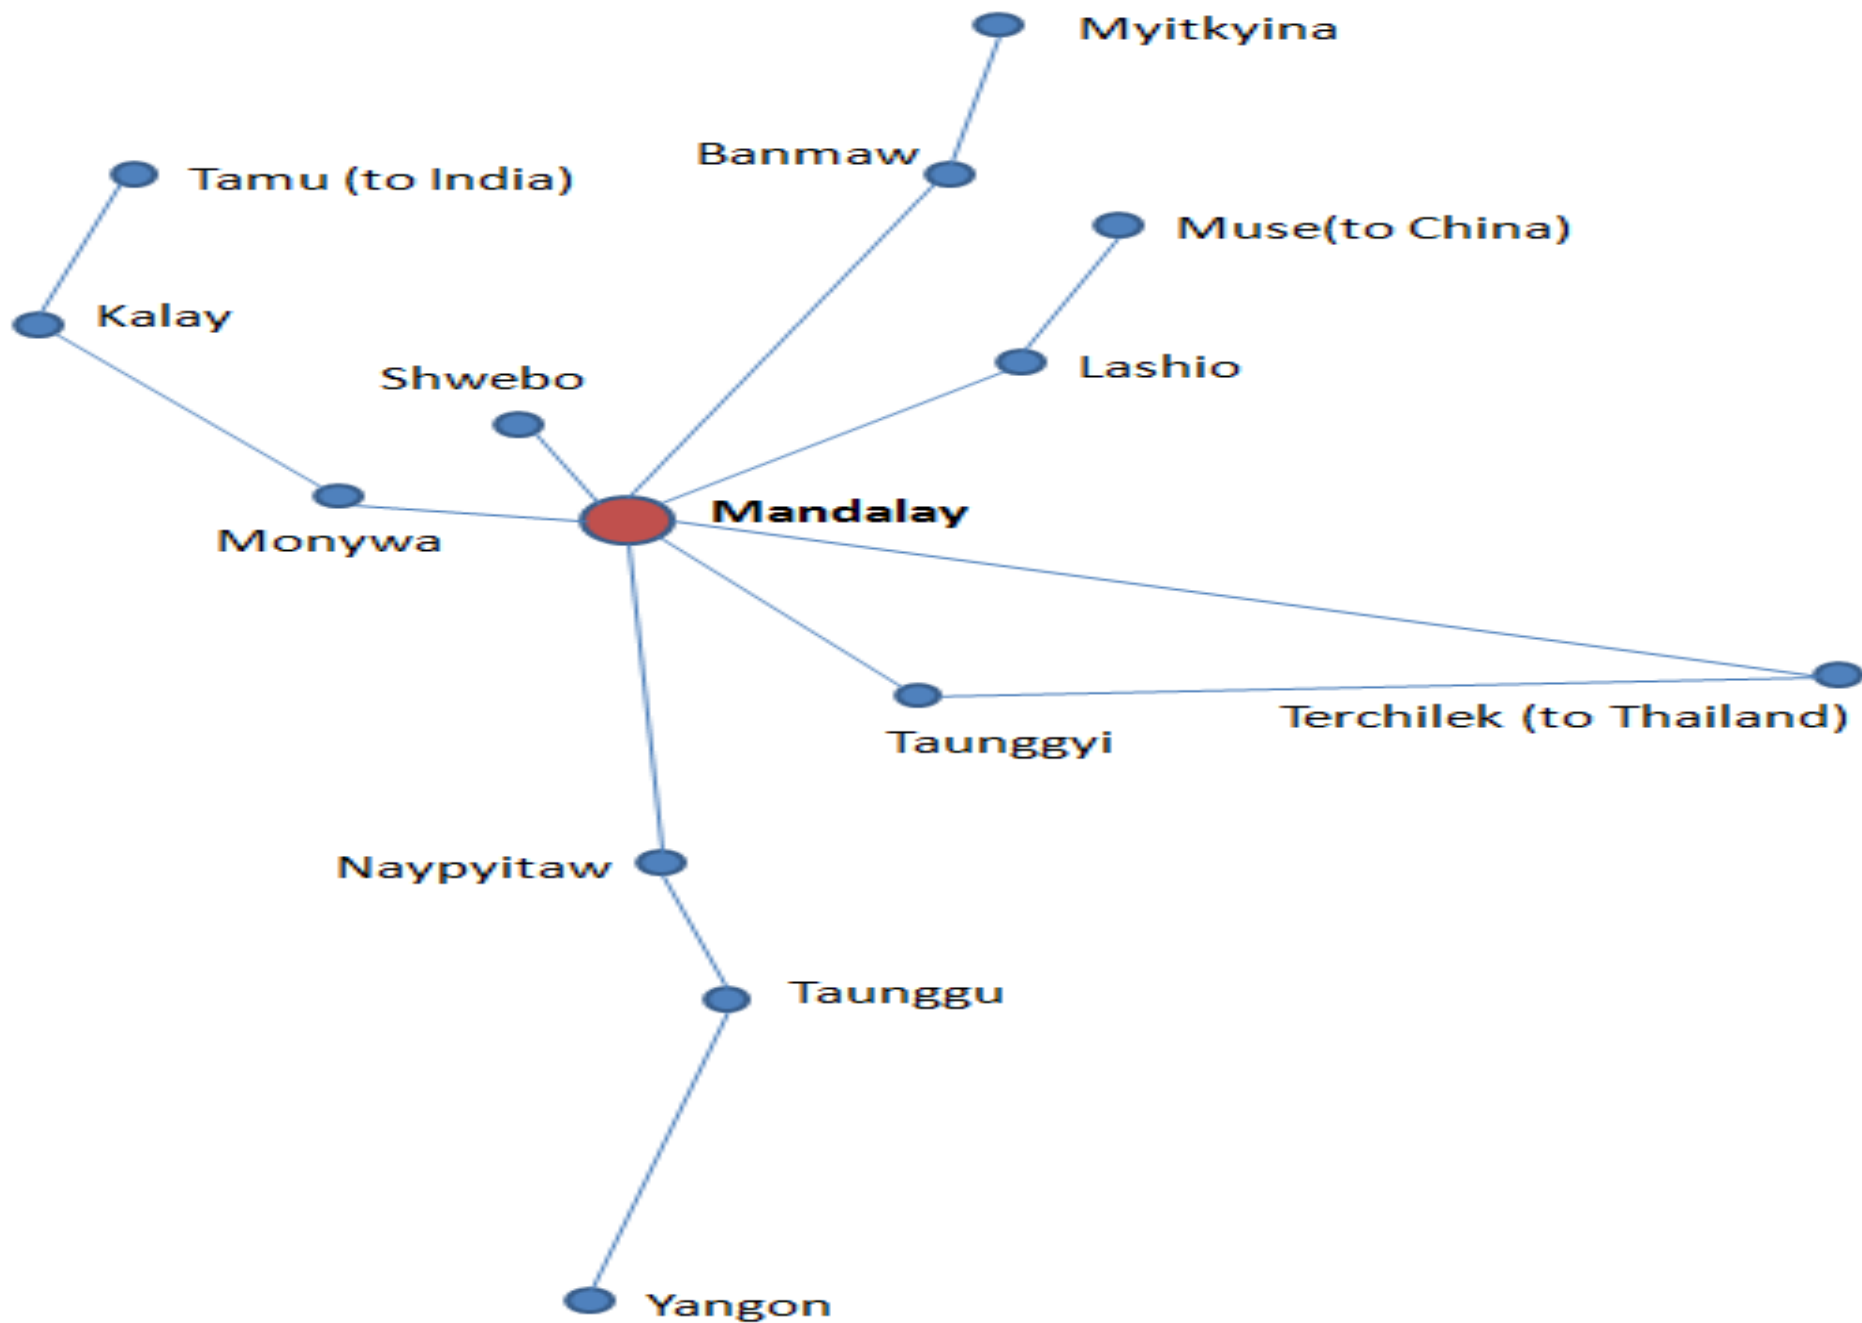 Myitkyina
Banmaw
Tamu (to India)
Muse(to China)
Kalay
Lashio
Shwebo
Mandalay
Monywa
Terchilek (to Thailand)
Taunggyi
Naypyitaw
Taunggu
Yangon